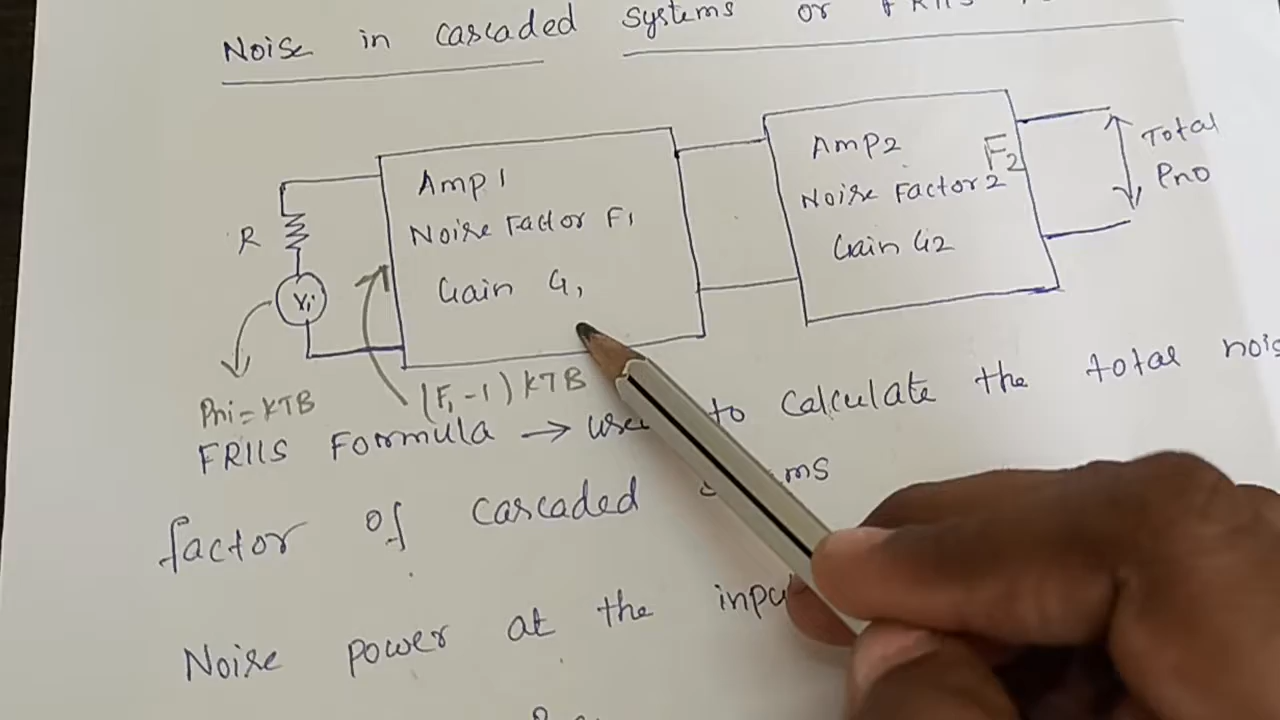 Noise in cascaded systems or FRIIS
R
Vi
Pni = KTB
Amp 1
Noise Factor F1
Gain G1
(F1 - 1) KTB
Amp2
F2
Noise Factor 2
Gain G2
Total
Pno
FRIIS Formula → to calculate the total
factor of cascaded
Noise power at the